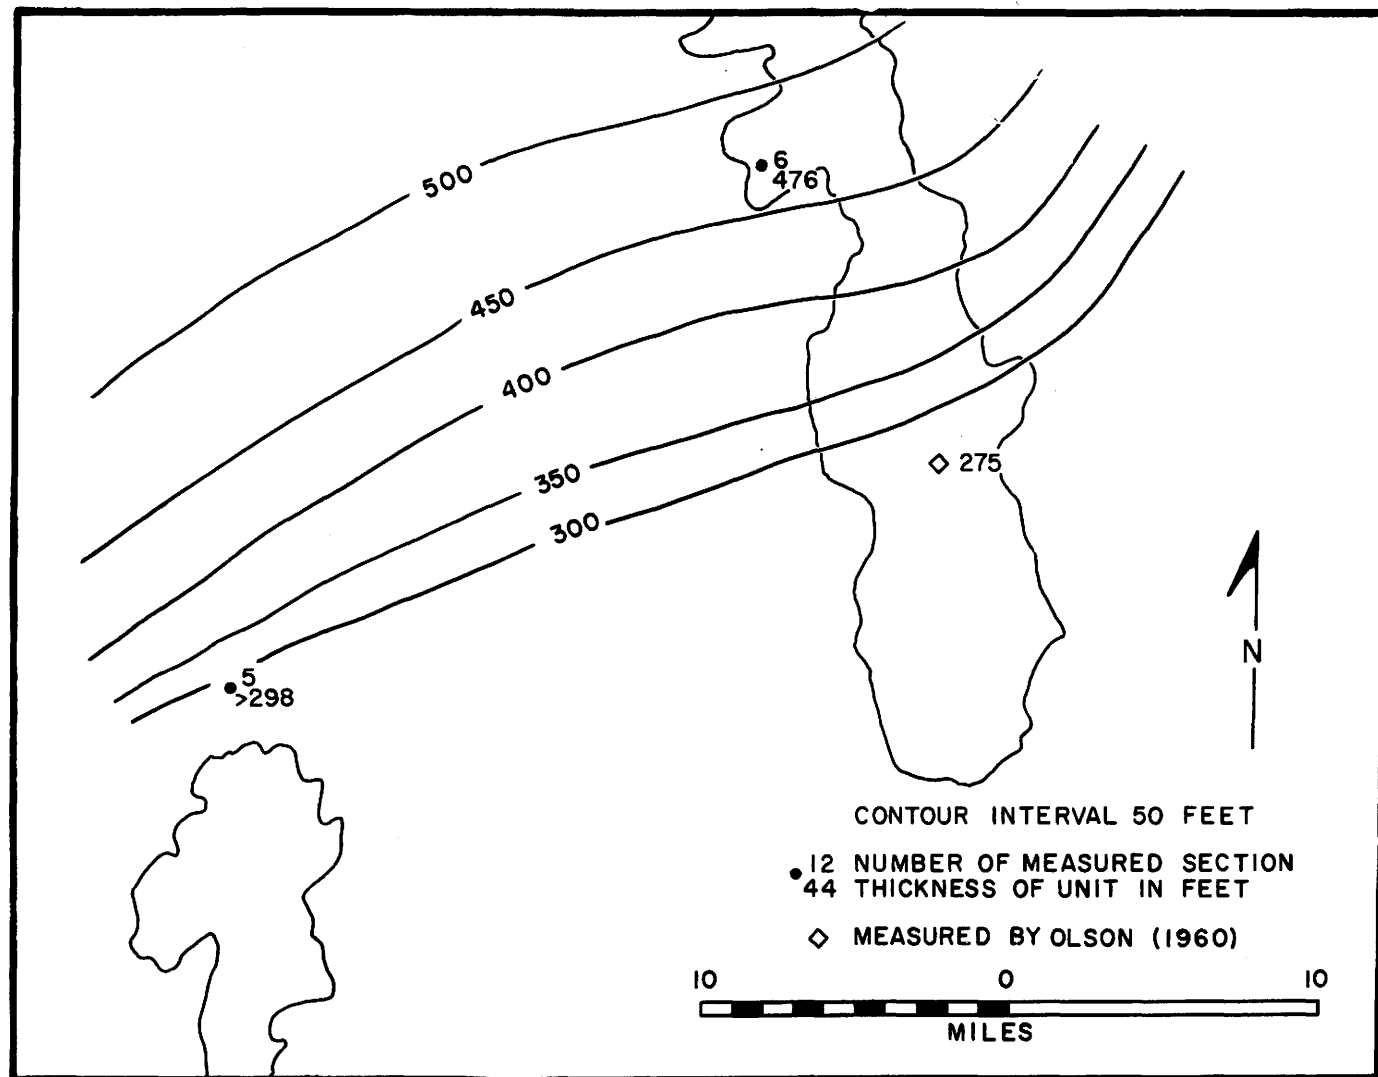 500
6
476
450
400
350
300
275
5
>298
N
CONTOUR INTERVAL 50 FEET
12 NUMBER OF MEASURED SECTION
44 THICKNESS OF UNIT IN FEET
MEASURED BY OLSON (1960)
10 0 10
MILES